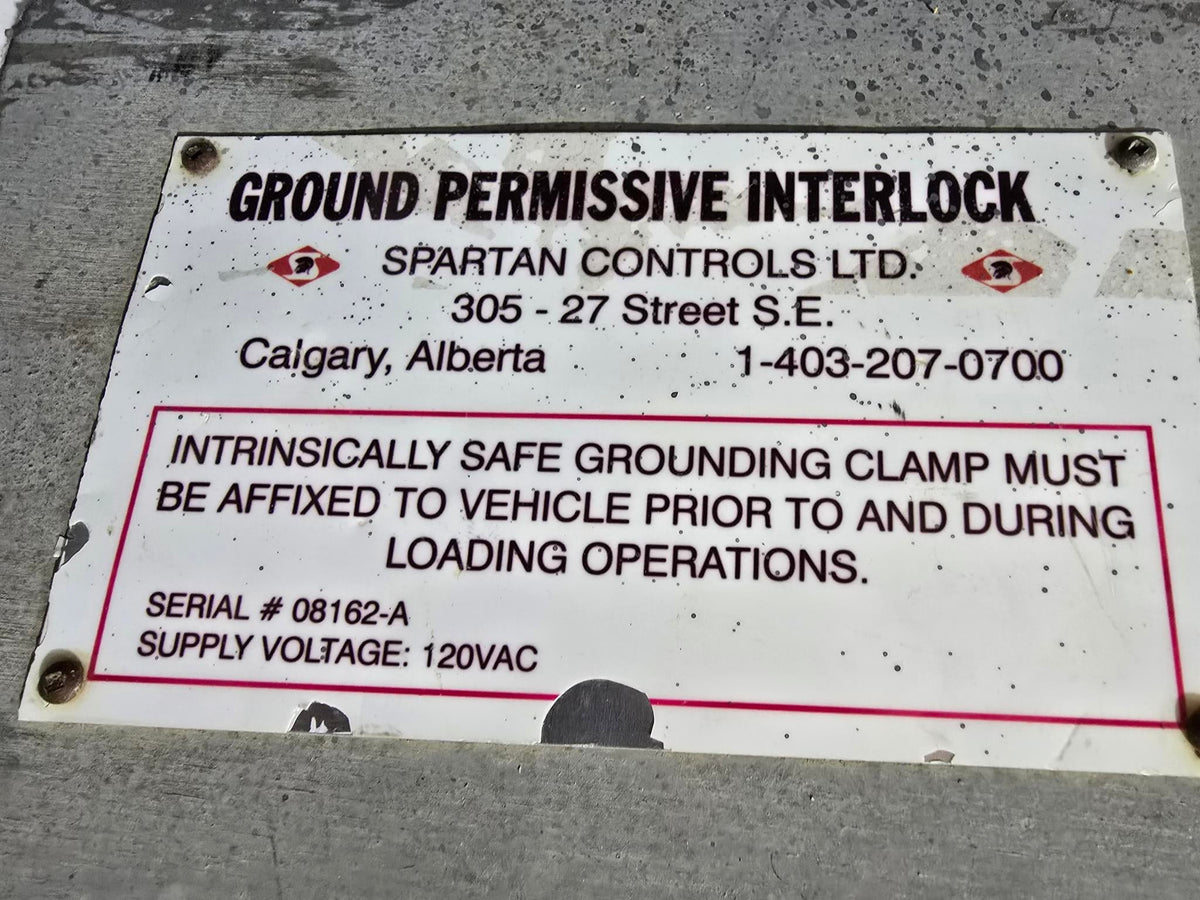 GROUND PERMISSIVE INTERLOCK
SPARTAN CONTROLS LTD.
305 - 27 Street S.E.
Calgary, Alberta 1-403-207-0700
INTRINSICALLY SAFE GROUNDING CLAMP MUST
BE AFFIXED TO VEHICLE PRIOR TO AND DURING
LOADING OPERATIONS.
SERIAL # 08162-A
SUPPLY VOLTAGE: 120VAC